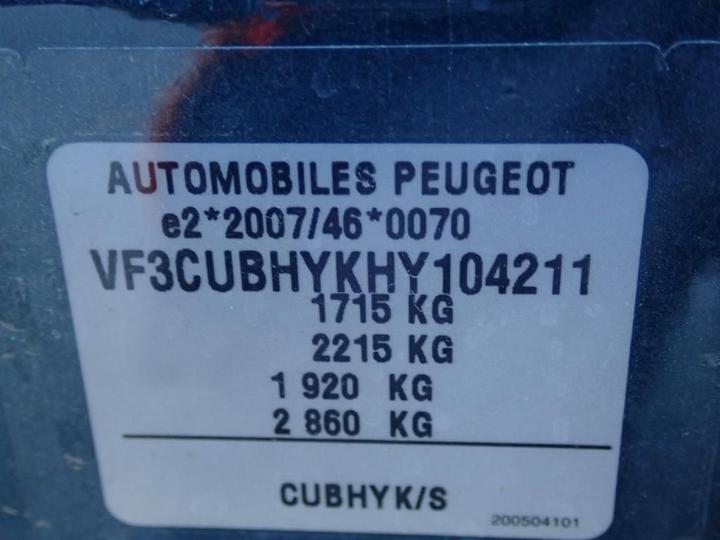 AUTOMOBILES PEUGEOT
e2*2007/46*0070
VF3CUBHYKHY104211
1715 KG
2215 KG
1 920 KG
2 860 KG
CUBHYK/S
200504101